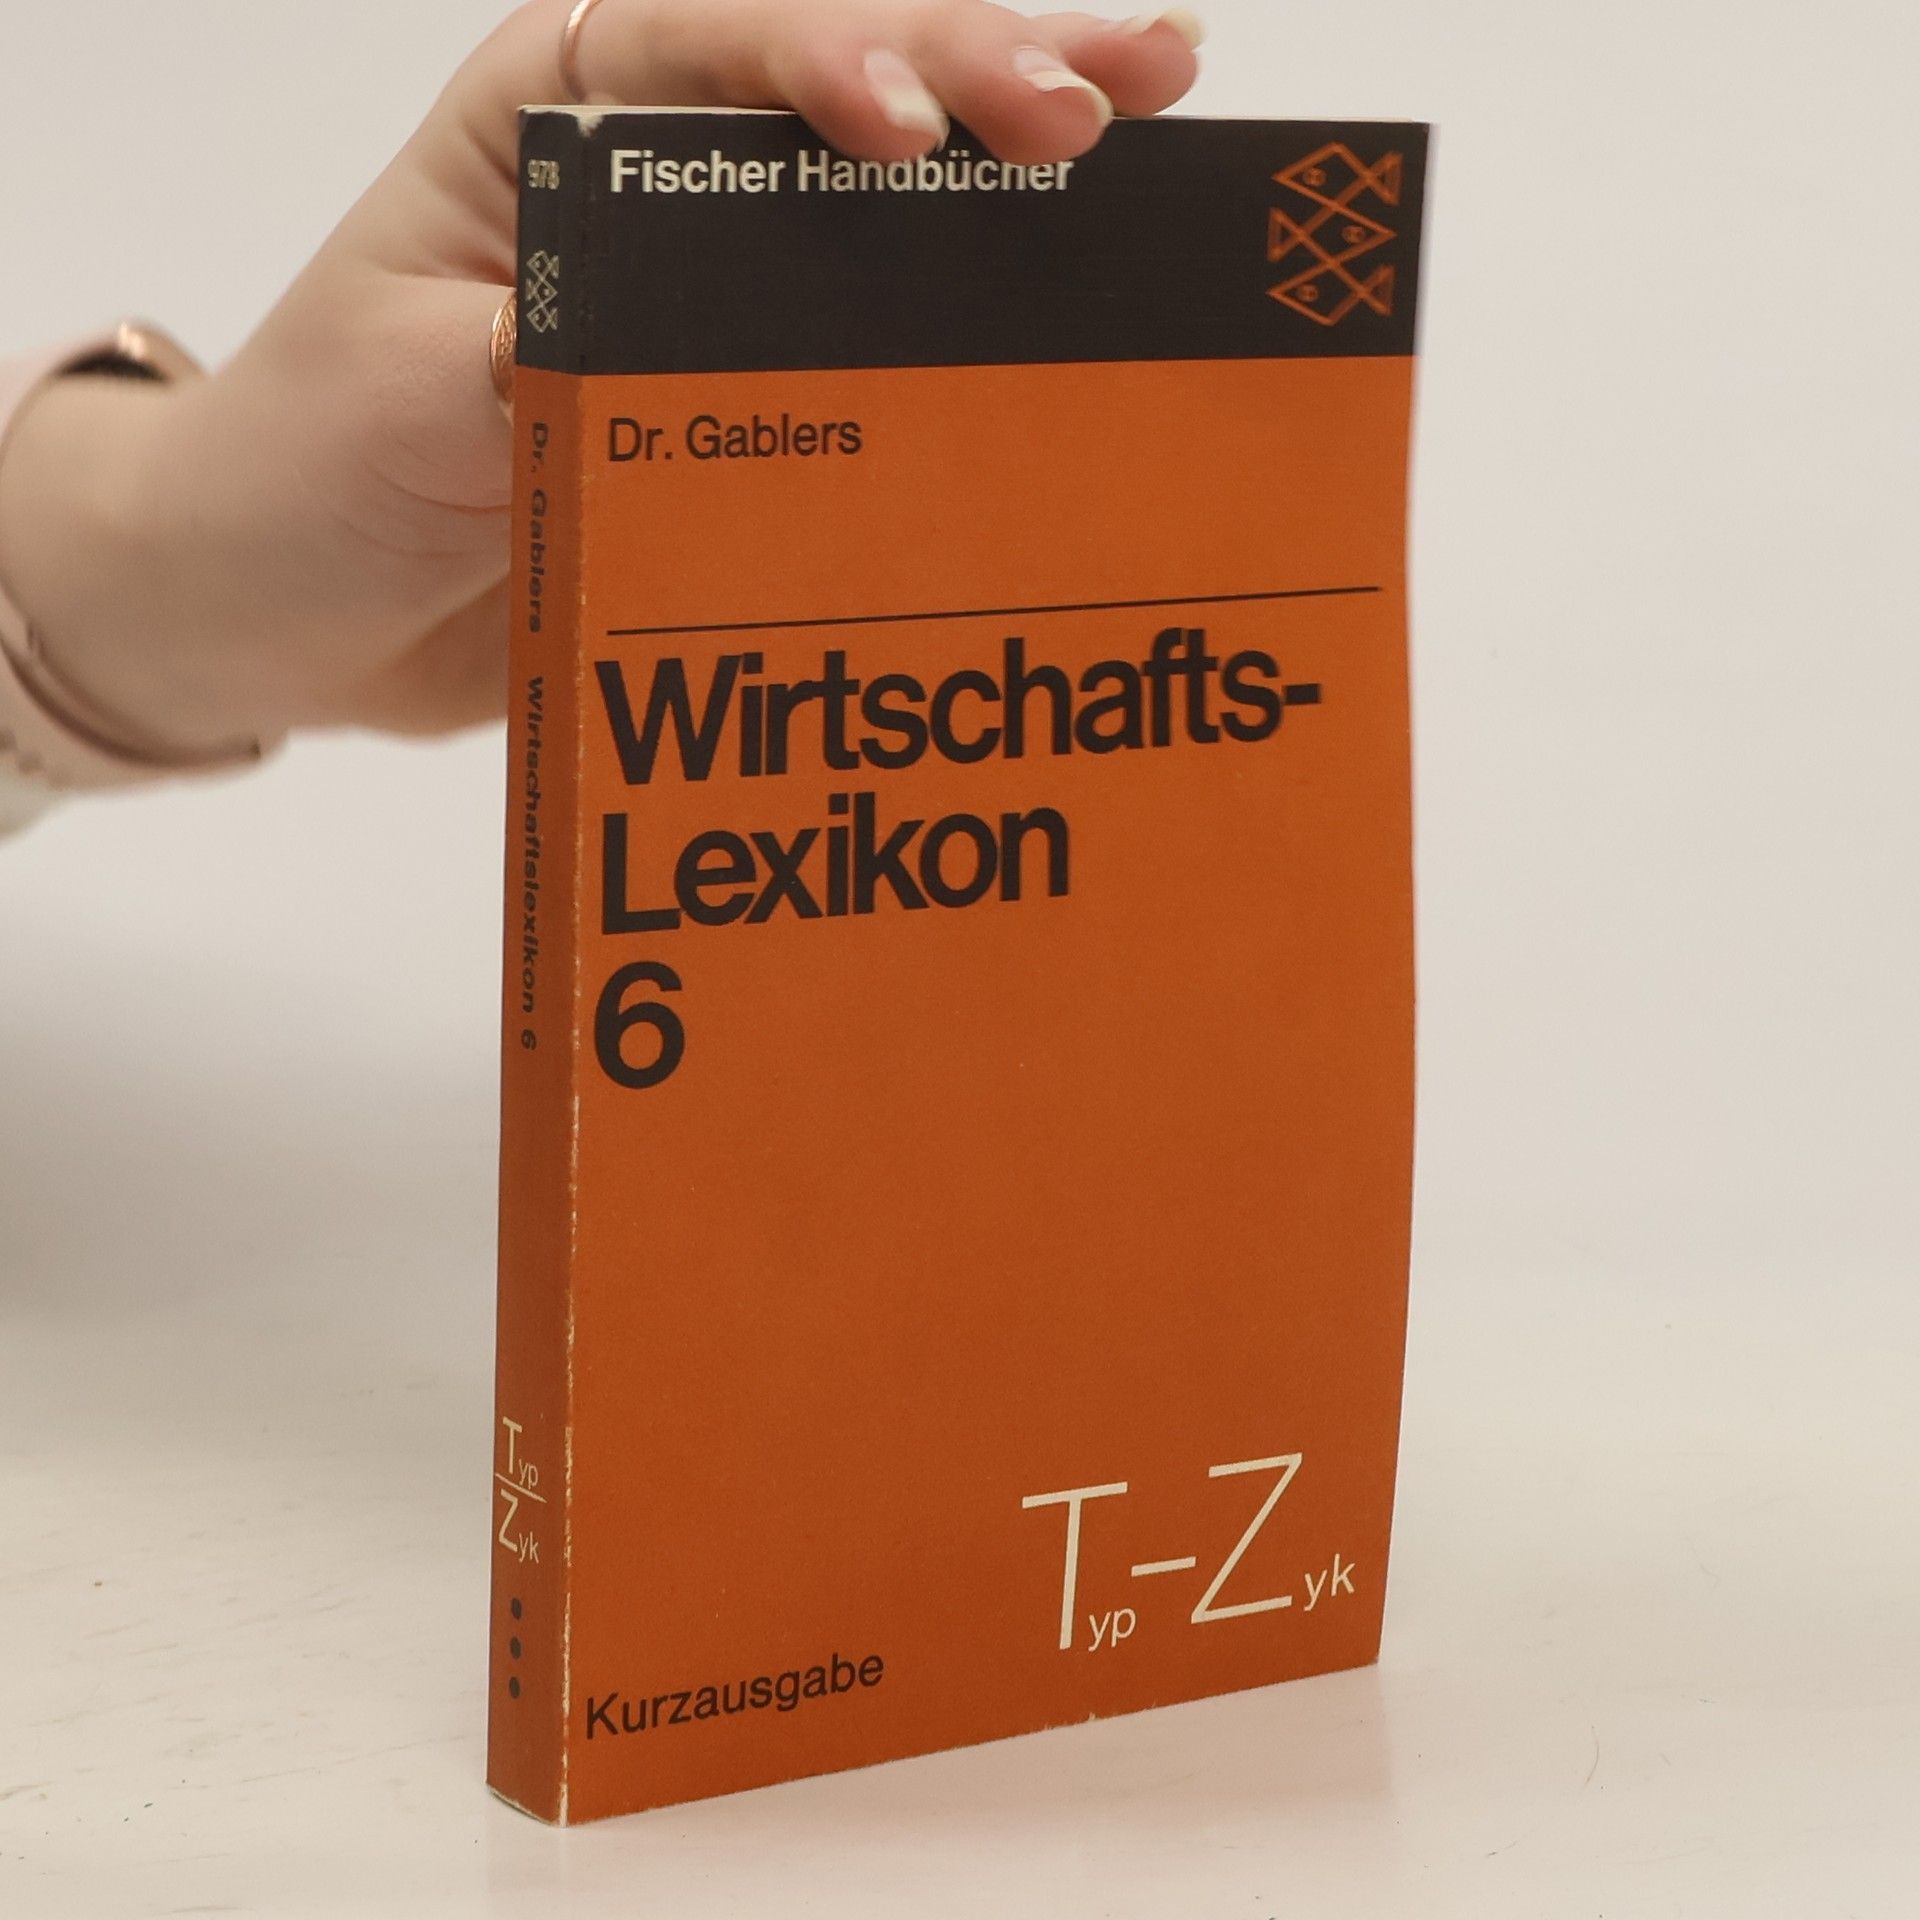 978
Dr. Gablers Wirtschaftslexikon 6
Typ
Zyk
Fischer Handbücher
Dr. Gablers
Wirtschafts-
Lexikon
6
Typ–Zyk
Kurzausgabe